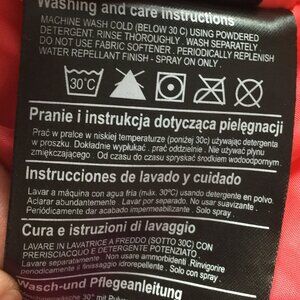 Washing and care instructions
MACHINE WASH COLD (BELOW 30 C) USING POWDERED
DETERGENT. RINSE THOROUGHLY. WASH SEPARATELY.
DO NOT USE FABRIC SOFTENER. PERIODICALLY REPLENISH
WATER REPELLANT FINISH - SPRAY ON ONLY.
30°C
Pranie i instrukcja dotycząca pielęgnacji
Prać w pralce w niskiej temperaturze (poniżej 30c) używając detergenta
w proszku. Dokładnie wypłukać. prać oddzielnie. Nie używać płynu
zmiękczającego. Od czasu do czasu spryskać środkiem wodoodpornym
Instrucciones de lavado y cuidado
Lavar a máquina con agua fria (máx. 30°C) usando detergente en polvo.
Aclarar abundantemente. Lavar por separado. No usar suavizante.
Periódicamente dar acabado impermeabilizante. Solo spray.
Cura e istruzioni di lavaggio
LAVARE IN LAVATRICE A FREDDO (SOTTO 30C) CON
PRERISCIACQUO E DETERGENTE POTENZIATO
Lavare separatamente. Non usare ammorbidenti. Rinvigorire
periodicamente il finissaggio idrorepellente. Solo spray
Wasch-und Pflegeanleitung